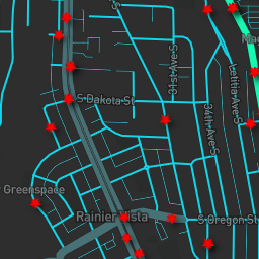 S Dakota St
31st Ave S
34th Ave S
Letitia Ave S
Greenspace
Rainier Vista
S Oregon St